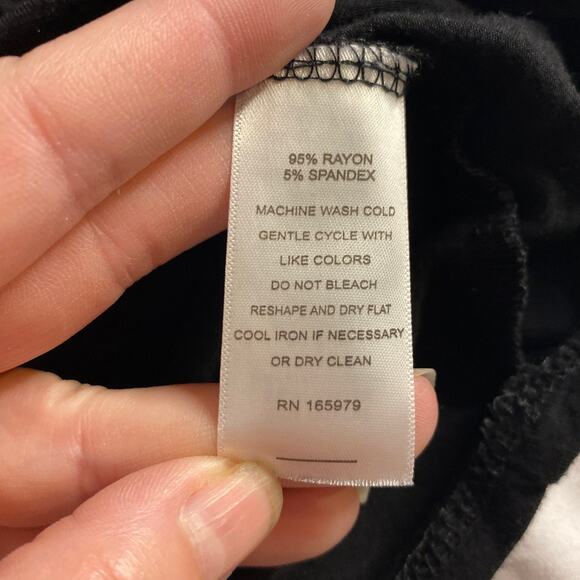 95% RAYON
5% SPANDEX
MACHINE WASH COLD
GENTLE CYCLE WITH
LIKE COLORS
DO NOT BLEACH
RESHAPE AND DRY FLAT
COOL IRON IF NECESSARY
OR DRY CLEAN
RN 165979